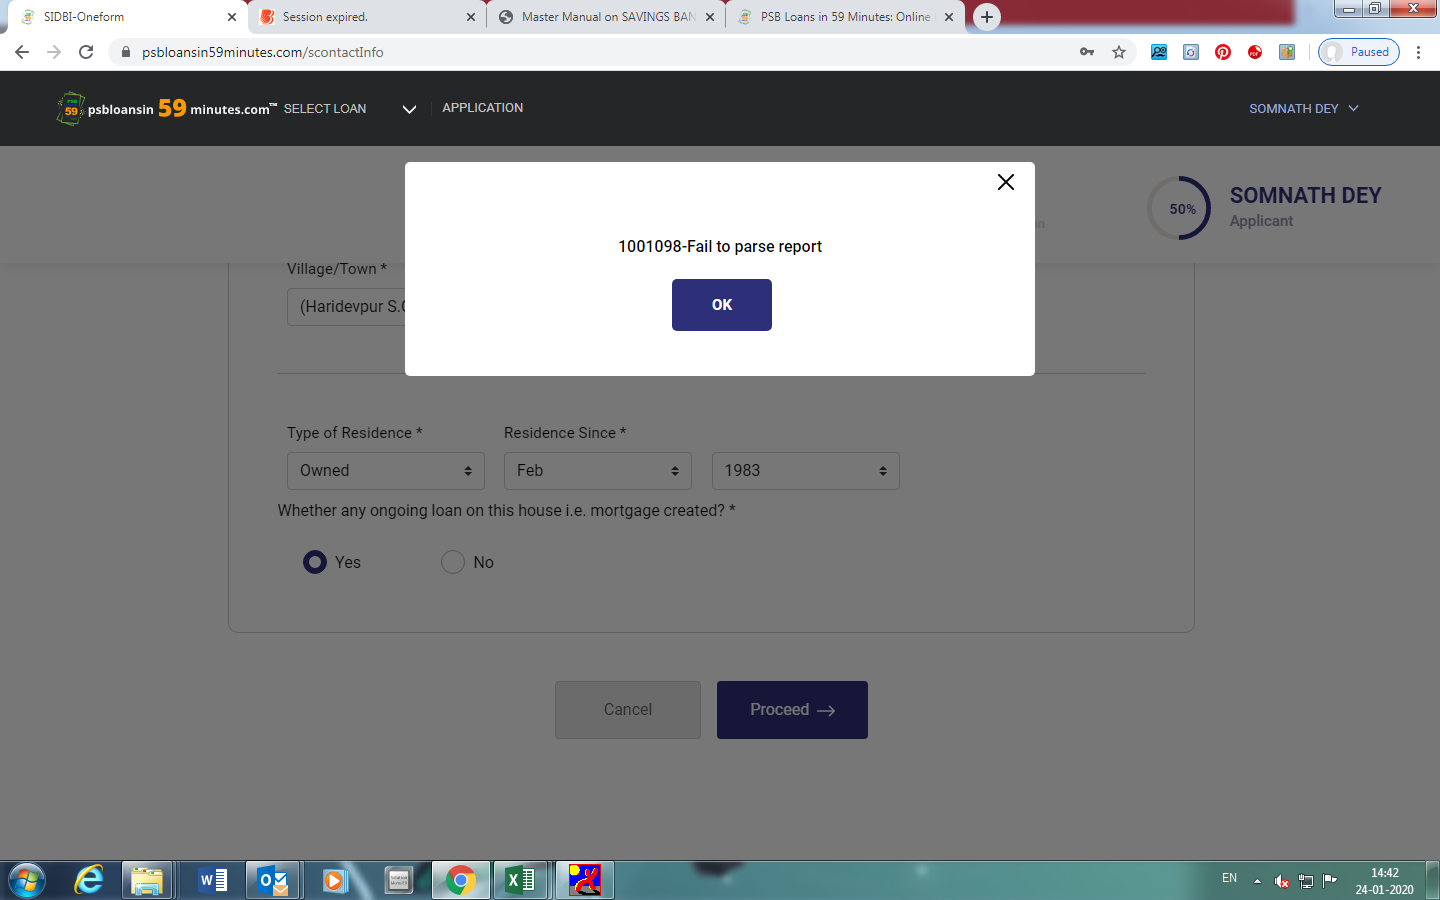 SIDBI-Oneform
Session expired.
Master Manual on SAVINGS BAN
PSB Loans in 59 Minutes: Online
psbloansin59minutes.com/scontactInfo
Paused
psbloansin 59 minutes.com™
SELECT LOAN
APPLICATION
SOMNATH DEY
50%
SOMNATH DEY
Applicant
1001098-Fail to parse report
OK
Village/Town *
(Haridevpur S.O
Type of Residence *
Residence Since *
Owned
Feb
1983
Whether any ongoing loan on this house i.e. mortgage created? *
Yes
No
Cancel
Proceed
EN
14:42
24-01-2020